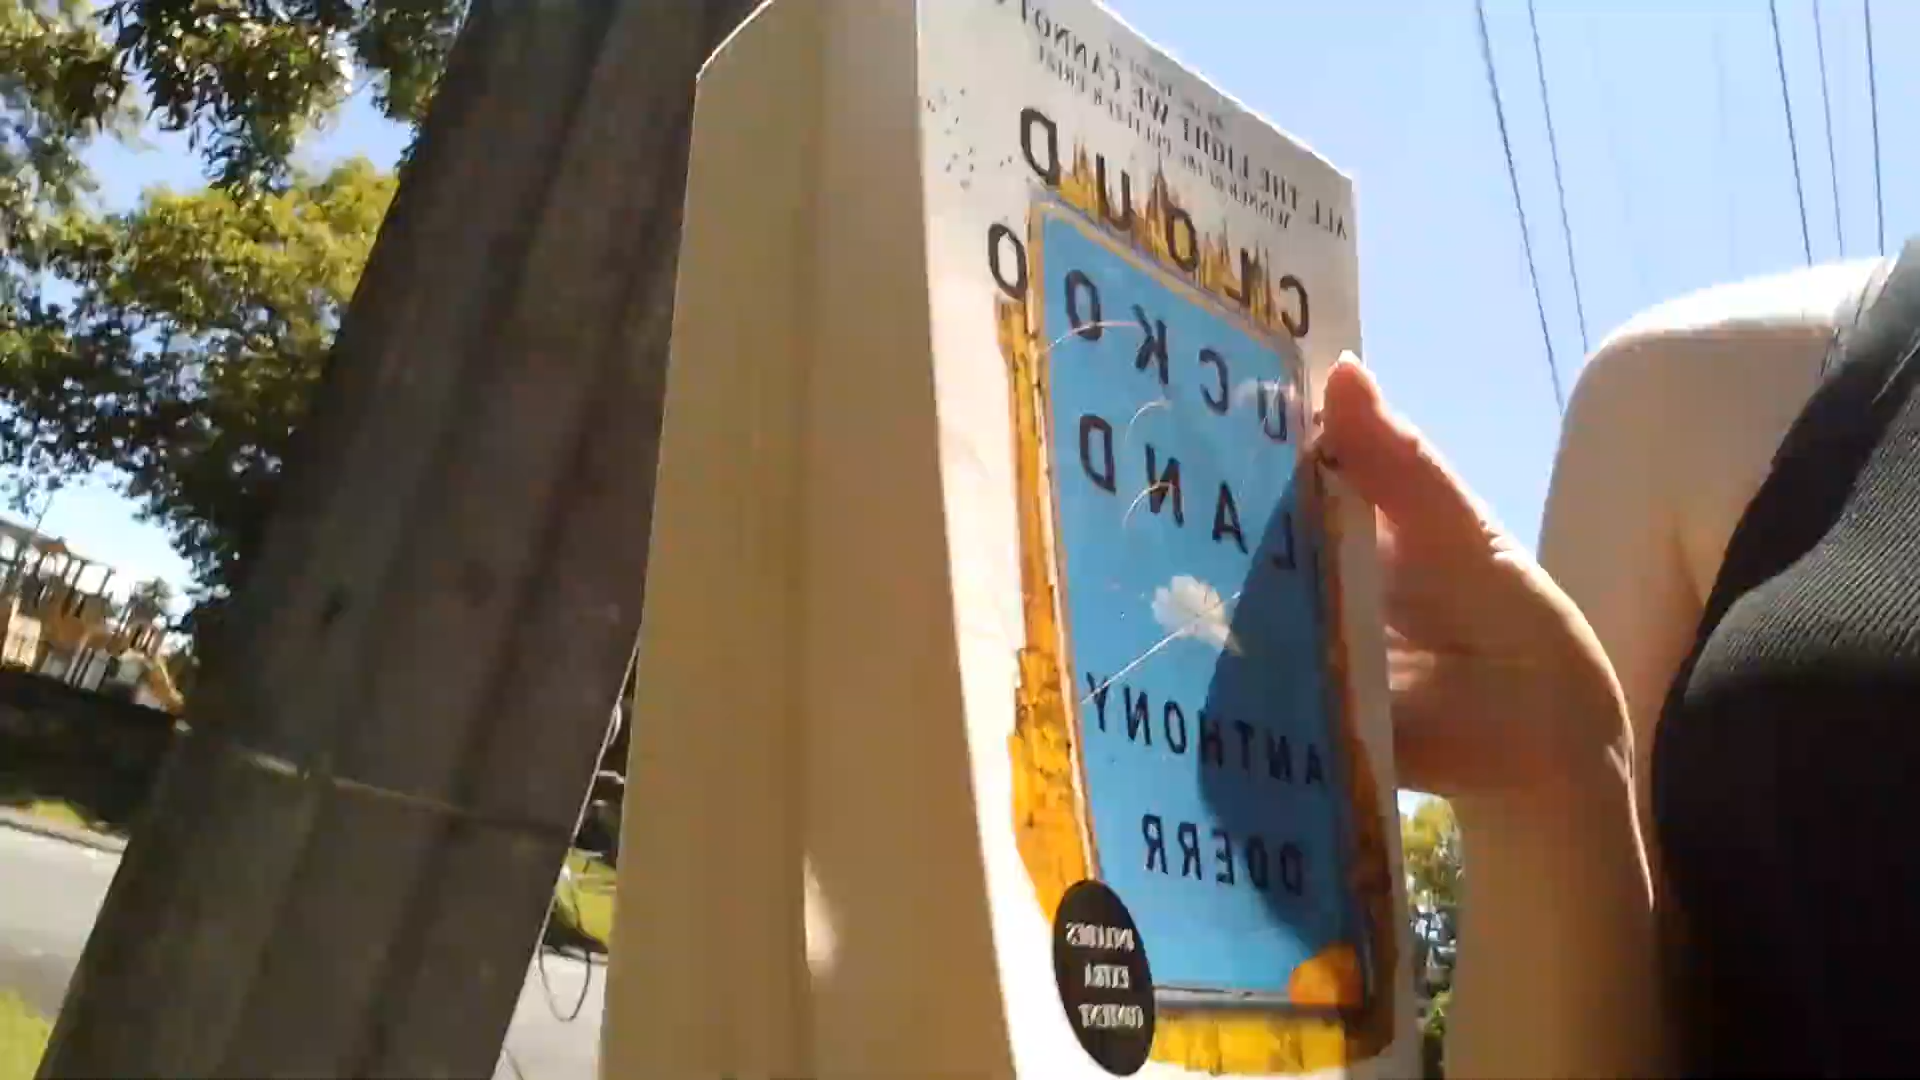 ALL THE LIGHT WE CANNOT
WINNER OF THE PULITZER PRIZE
CLOUD
CUCKOO
LAND
ANTHONY
DOERR
INCLUDES
EXTRA
CONTENT